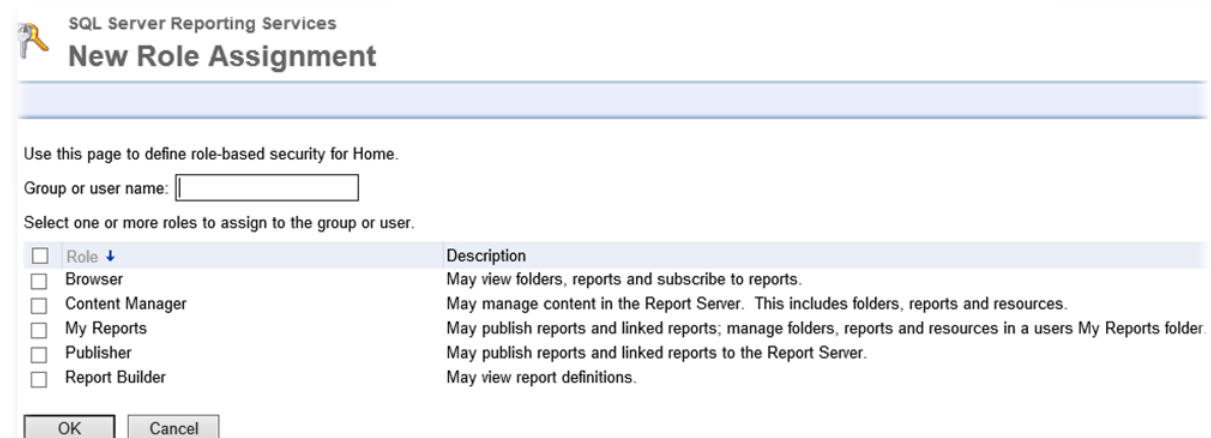 SQL Server Reporting Services
New Role Assignment
Use this page to define role-based security for Home.
Group or user name:
Select one or more roles to assign to the group or user.
Role Description
Browser May view folders, reports and subscribe to reports.
Content Manager May manage content in the Report Server. This includes folders, reports and resources.
My Reports May publish reports and linked reports; manage folders, reports and resources in a users My Reports folder.
Publisher May publish reports and linked reports to the Report Server.
Report Builder May view report definitions.
OK Cancel